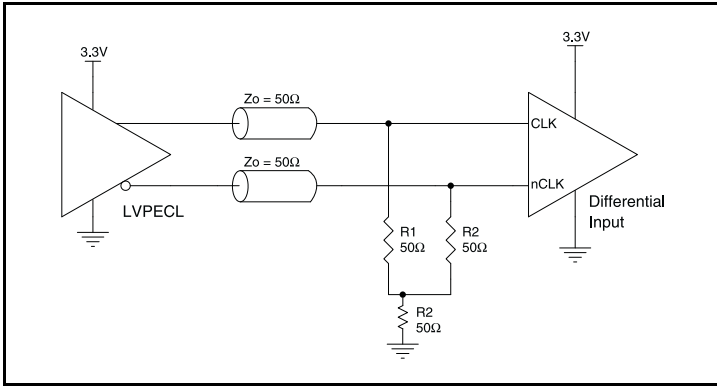 3.3V
3.3V
Zo = 50Ω
CLK
Zo = 50Ω
nCLK
LVPECL
Differential
Input
R1
50Ω
R2
50Ω
R2
50Ω